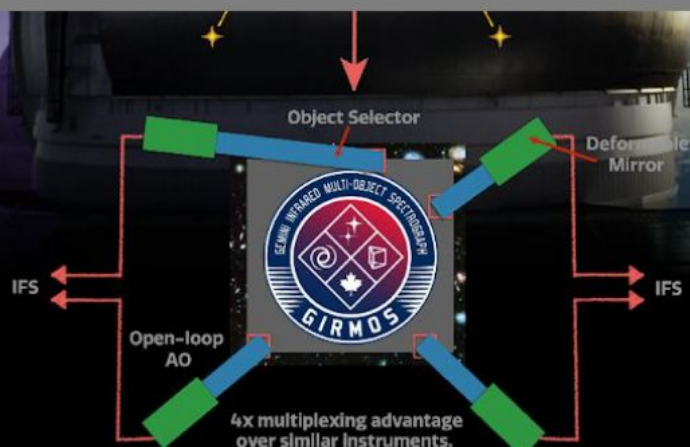 Object Selector
Deformable
Mirror
GEMINI INFRARED MULTI-OBJECT SPECTROGRAPH
GIRMOS
IFS
IFS
Open-loop
AO
4x multiplexing advantage
over similar instruments.